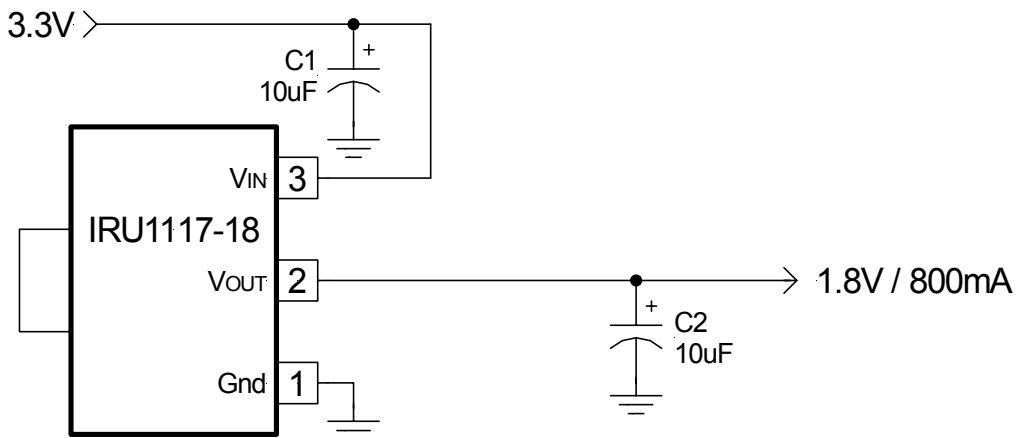 3.3V
C1
10uF
VIN 3
IRU1117-18
VOUT 2
1.8V / 800mA
C2
10uF
Gnd 1
+
+